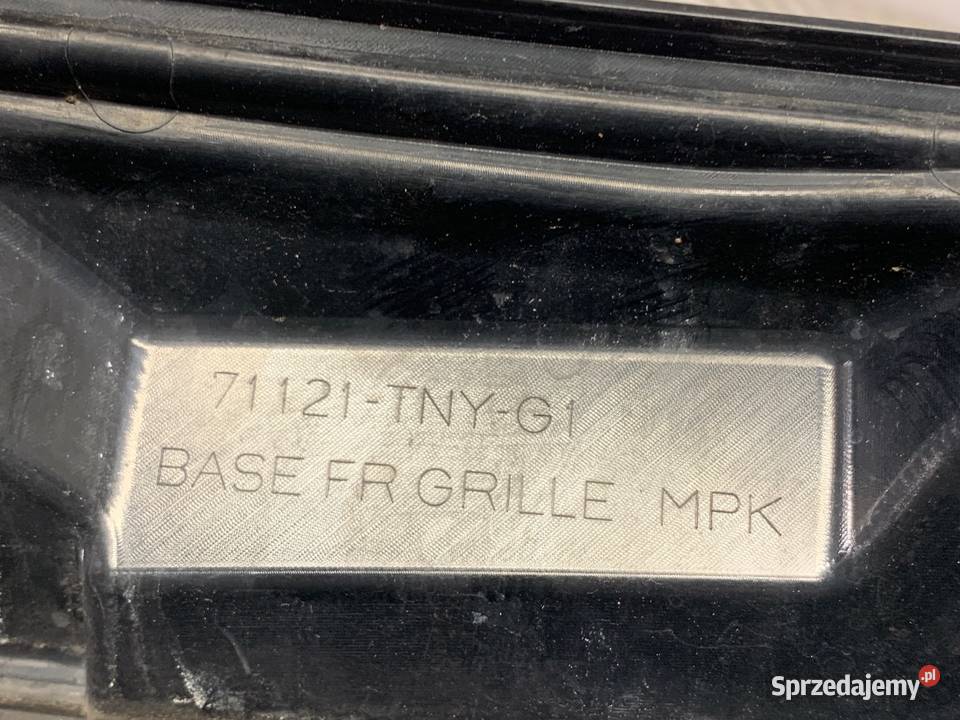 71121-TNY-G1
BASE FR GRILLE MPK
Sprzedajemy.pl